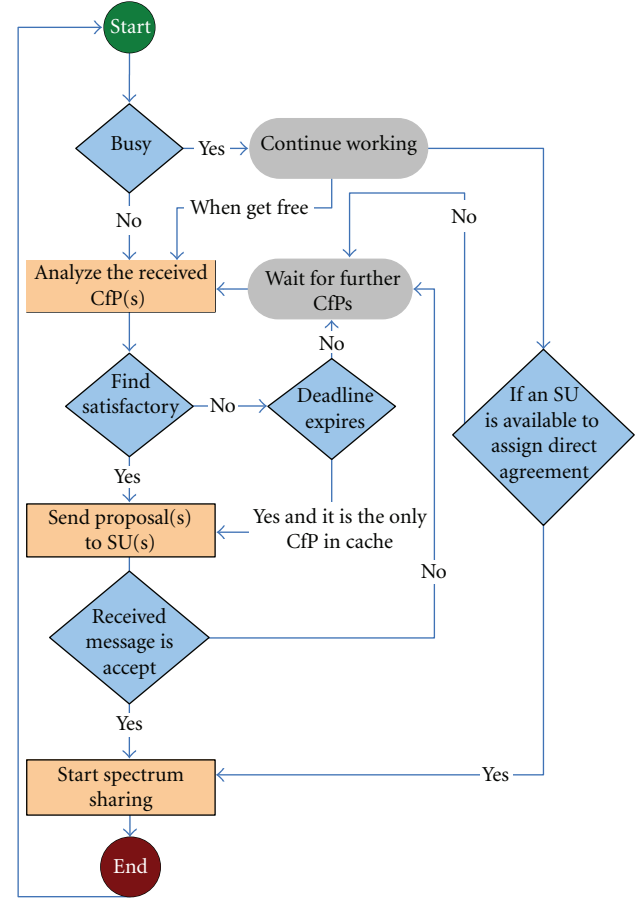 Start
Busy
Yes
Continue working
No
When get free
No
Analyze the received
CfP(s)
Wait for further
CfPs
No
Find
satisfactory
No
Deadline
expires
If an SU
is available to
assign direct
agreement
Yes
Send proposal(s)
to SU(s)
Yes and it is the only
CfP in cache
No
Received
message is
accept
Yes
Start spectrum
sharing
Yes
End